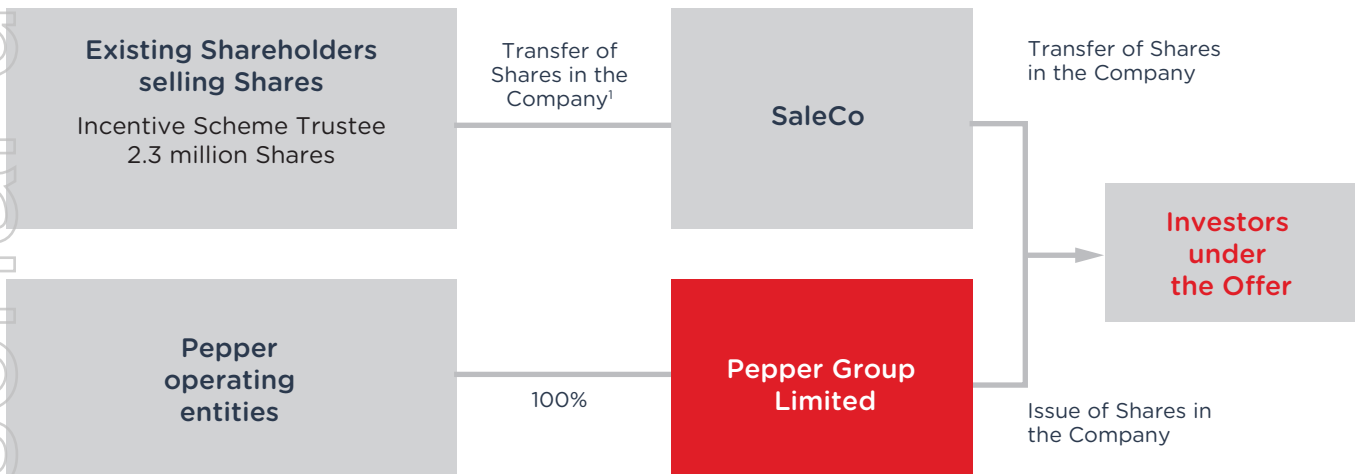 Existing Shareholders
selling Shares
Incentive Scheme Trustee
2.3 million Shares
Transfer of
Shares in the
Company¹
SaleCo
Transfer of Shares
in the Company
Investors
under
the Offer
Pepper
operating
entities
100%
Pepper Group
Limited
Issue of Shares in
the Company